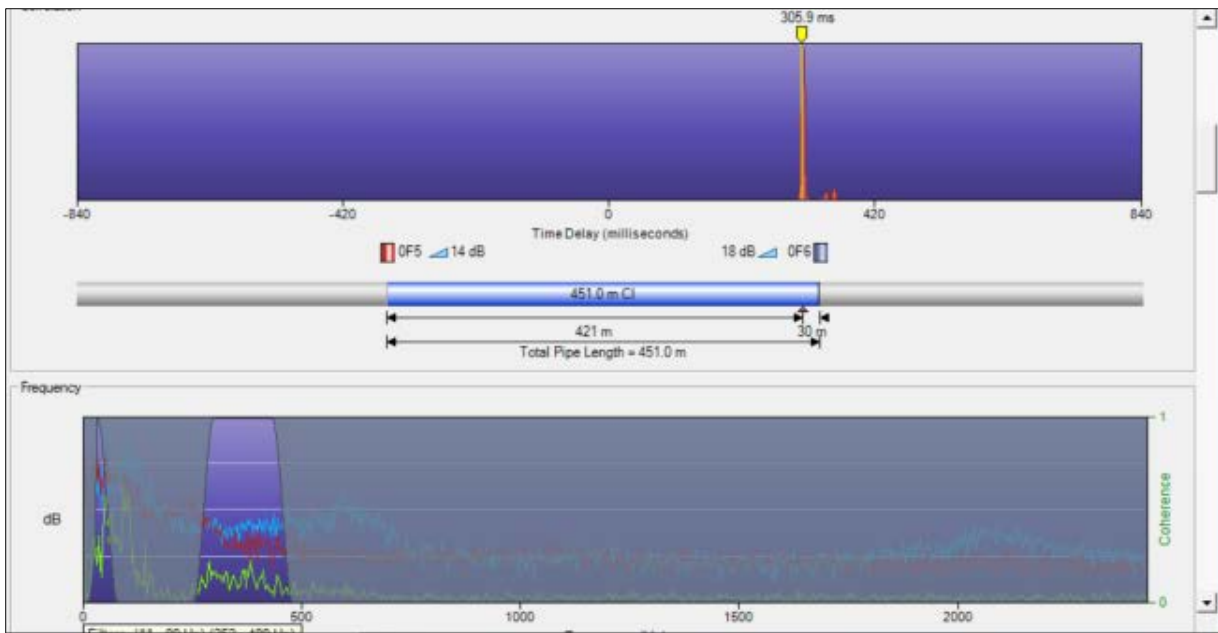 305.9 ms
-840 -420 0 420 840
Time Delay (milliseconds)
0F5 14 dB 18 dB 0F6
451.0 m CI
421 m 30 m
Total Pipe Length = 451.0 m
Frequency
1
dB
Coherence
0
0 500 1000 1500 2000